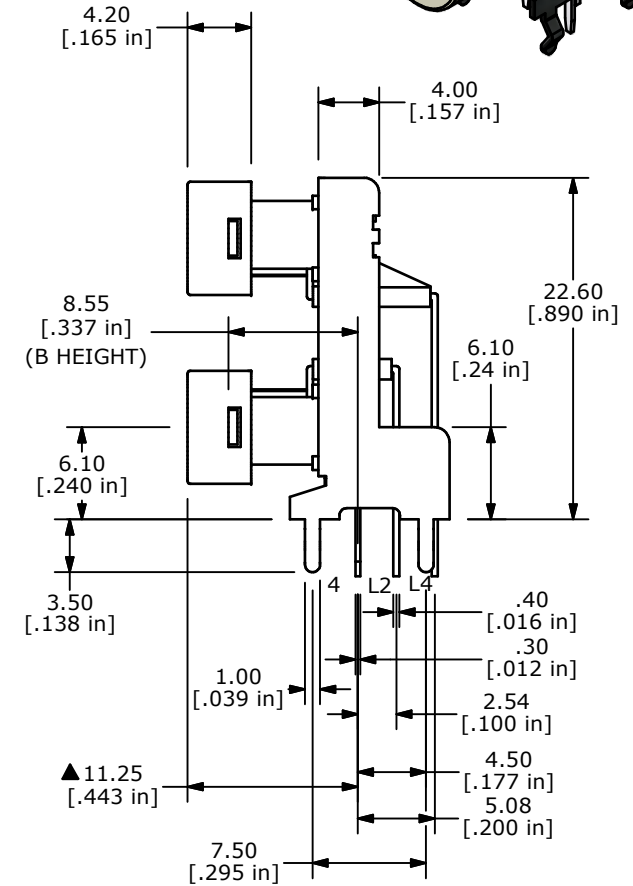 4.20
[.165 in]
4.00
[.157 in]
8.55
[.337 in]
(B HEIGHT)
22.60
[.890 in]
6.10
[.24 in]
6.10
[.240 in]
3.50
[.138 in]
4 L2 L4
.40
[.016 in]
.30
[.012 in]
1.00
[.039 in]
2.54
[.100 in]
▲11.25
[.443 in]
4.50
[.177 in]
5.08
[.200 in]
7.50
[.295 in]